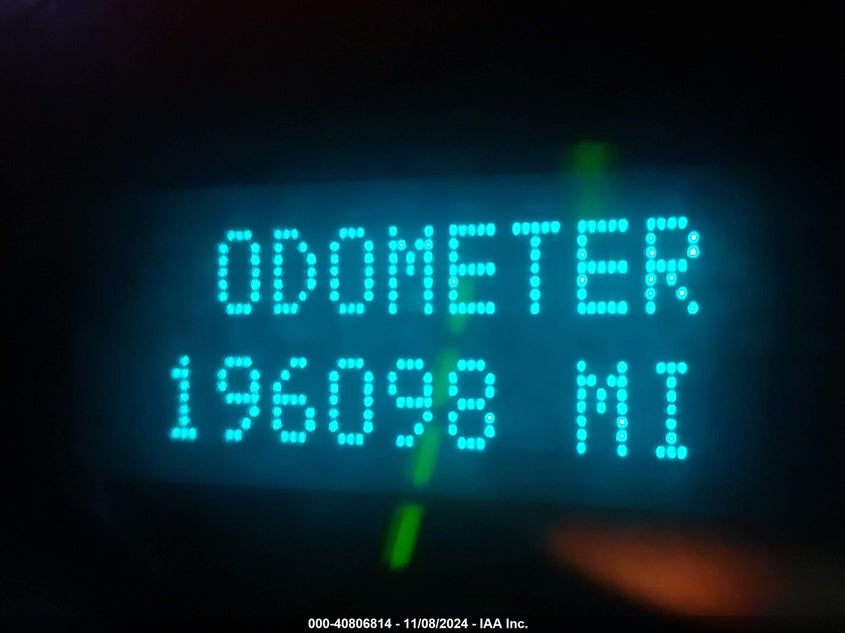 ODOMETER
196098 MI
000-40806814 - 11/08/2024 - IAA Inc.